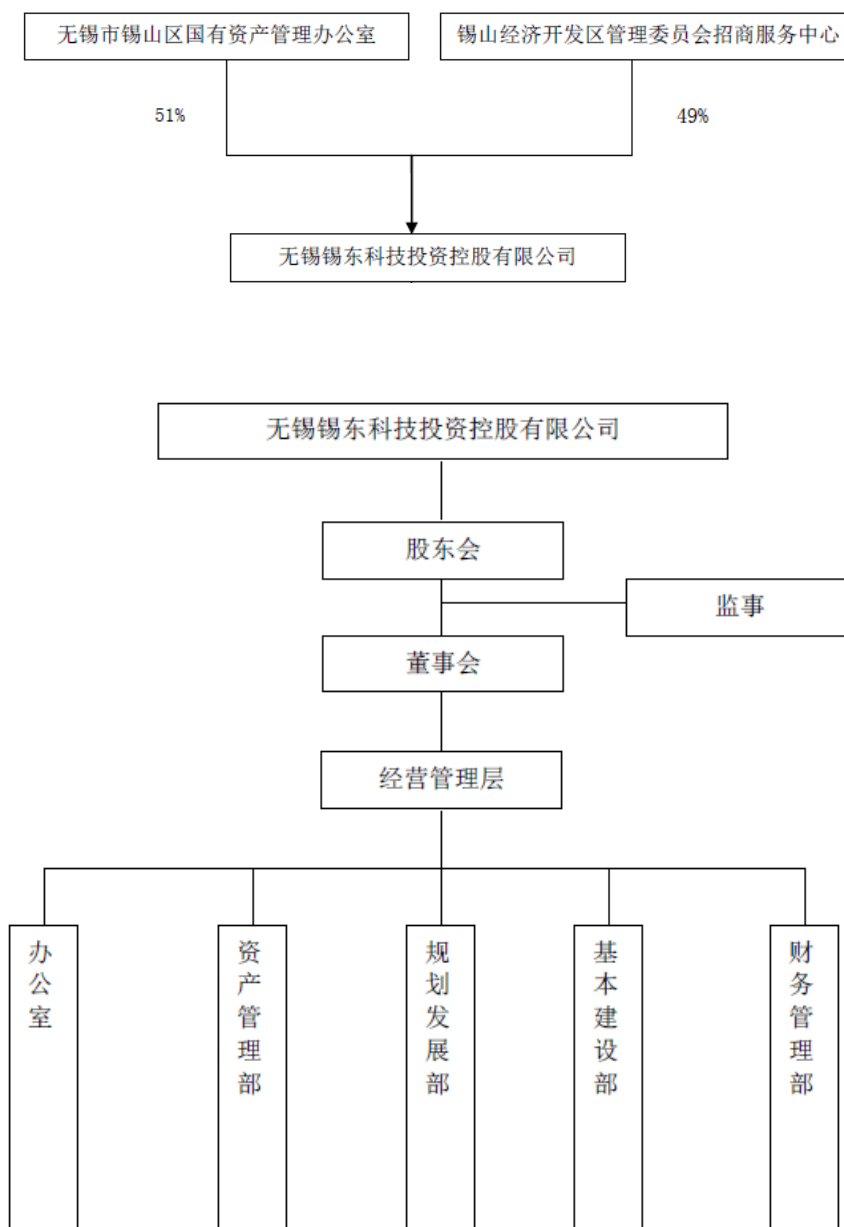 无锡市锡山区国有资产管理办公室
锡山经济开发区管理委员会招商服务中心
51%
49%
无锡锡东科技投资控股有限公司
无锡锡东科技投资控股有限公司
股东会
监事
董事会
经营管理层
办公室
资产管理部
规划发展部
基本建设部
财务管理部